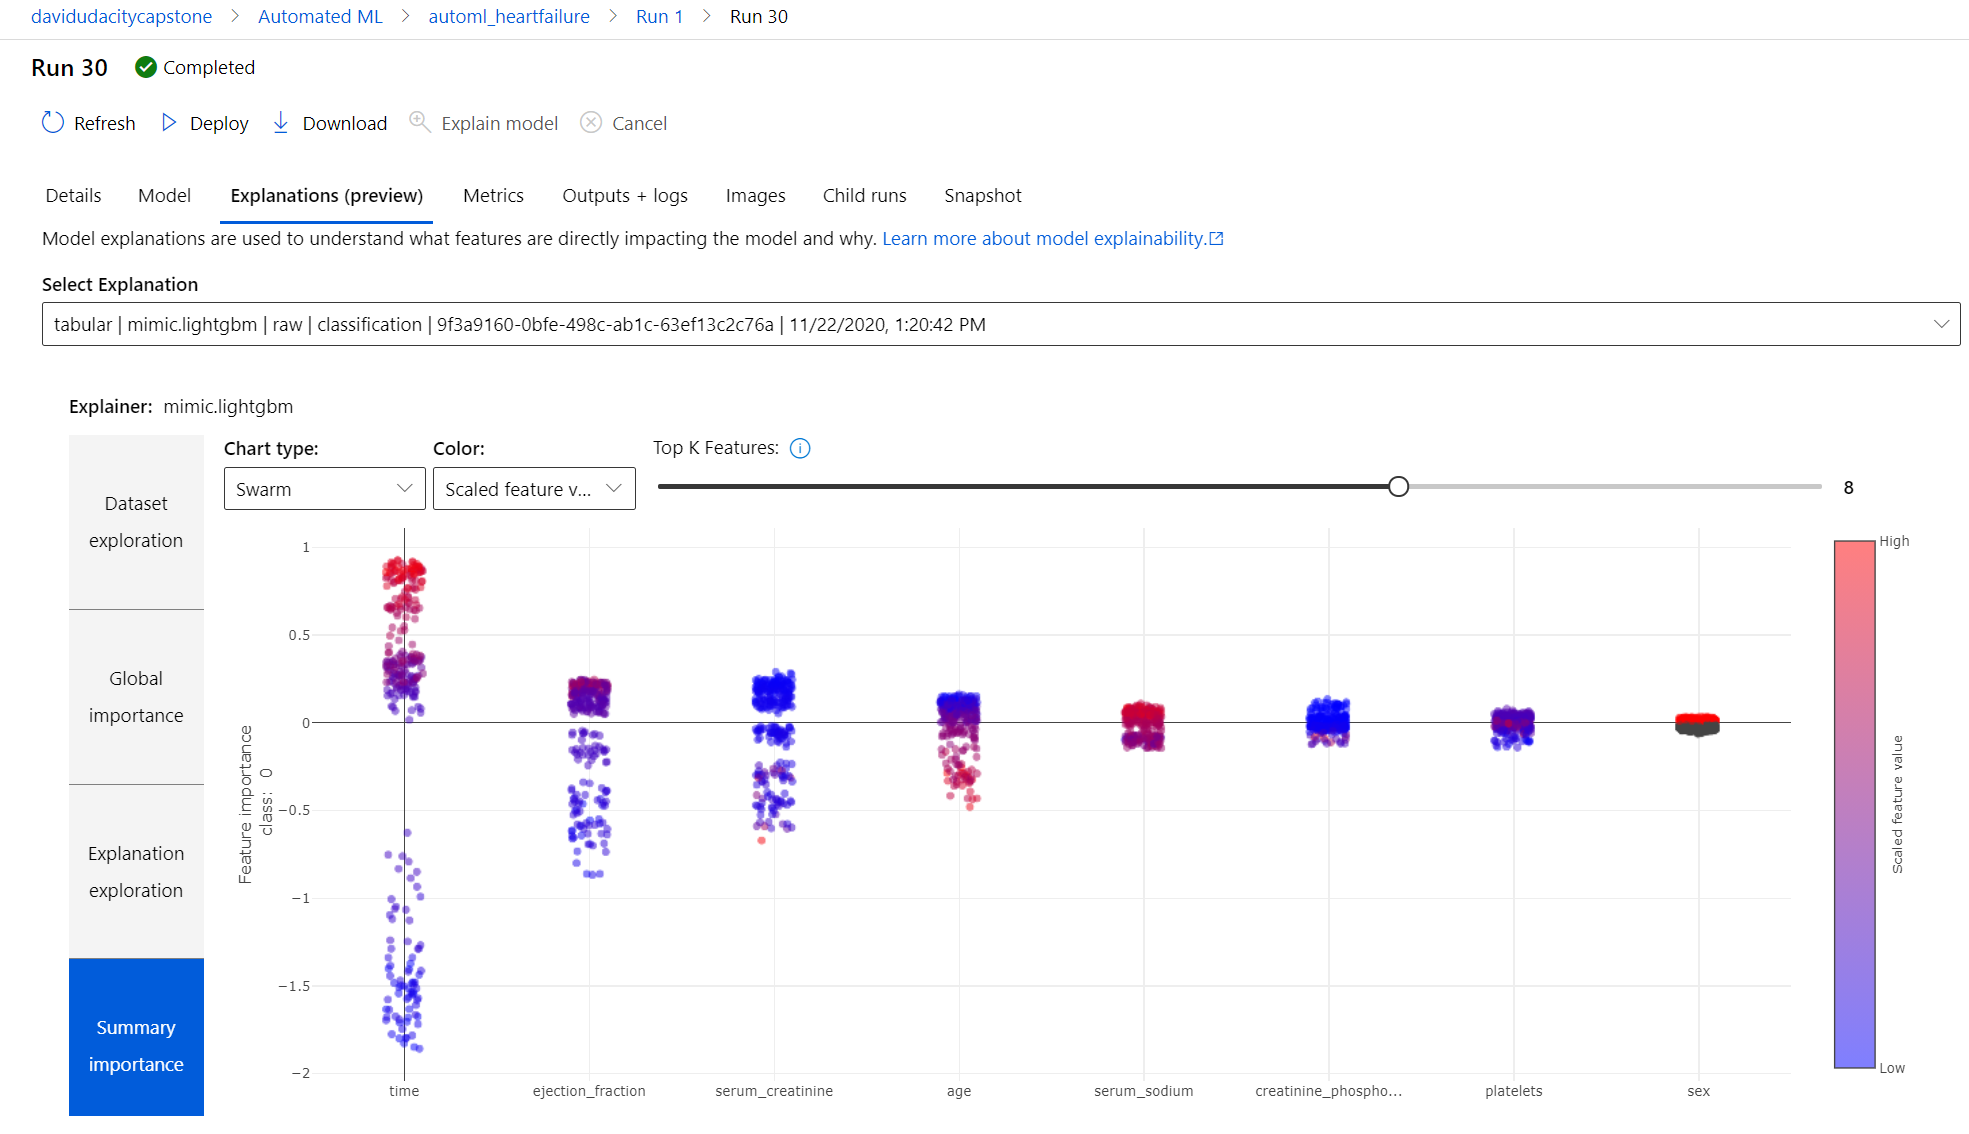 davidudacitycapstone > Automated ML > automl_heartfailure > Run 1 > Run 30
Run 30 Completed
Refresh Deploy Download Explain model Cancel
Details Model Explanations (preview) Metrics Outputs + logs Images Child runs Snapshot
Model explanations are used to understand what features are directly impacting the model and why. Learn more about model explainability.
Select Explanation
tabular | mimic.lightgbm | raw | classification | 9f3a9160-0bfe-498c-ab1c-63ef13c2c76a | 11/22/2020, 1:20:42 PM
Explainer: mimic.lightgbm
Dataset
exploration
Global
importance
Explanation
exploration
Summary
importance
Chart type: Color: Top K Features:
Swarm Scaled feature v... 8
1
0.5
0
−0.5
−1
−1.5
−2
Feature importance
class: 0
time ejection_fraction serum_creatinine age serum_sodium creatinine_phospho... platelets sex
High
Scaled feature value
Low